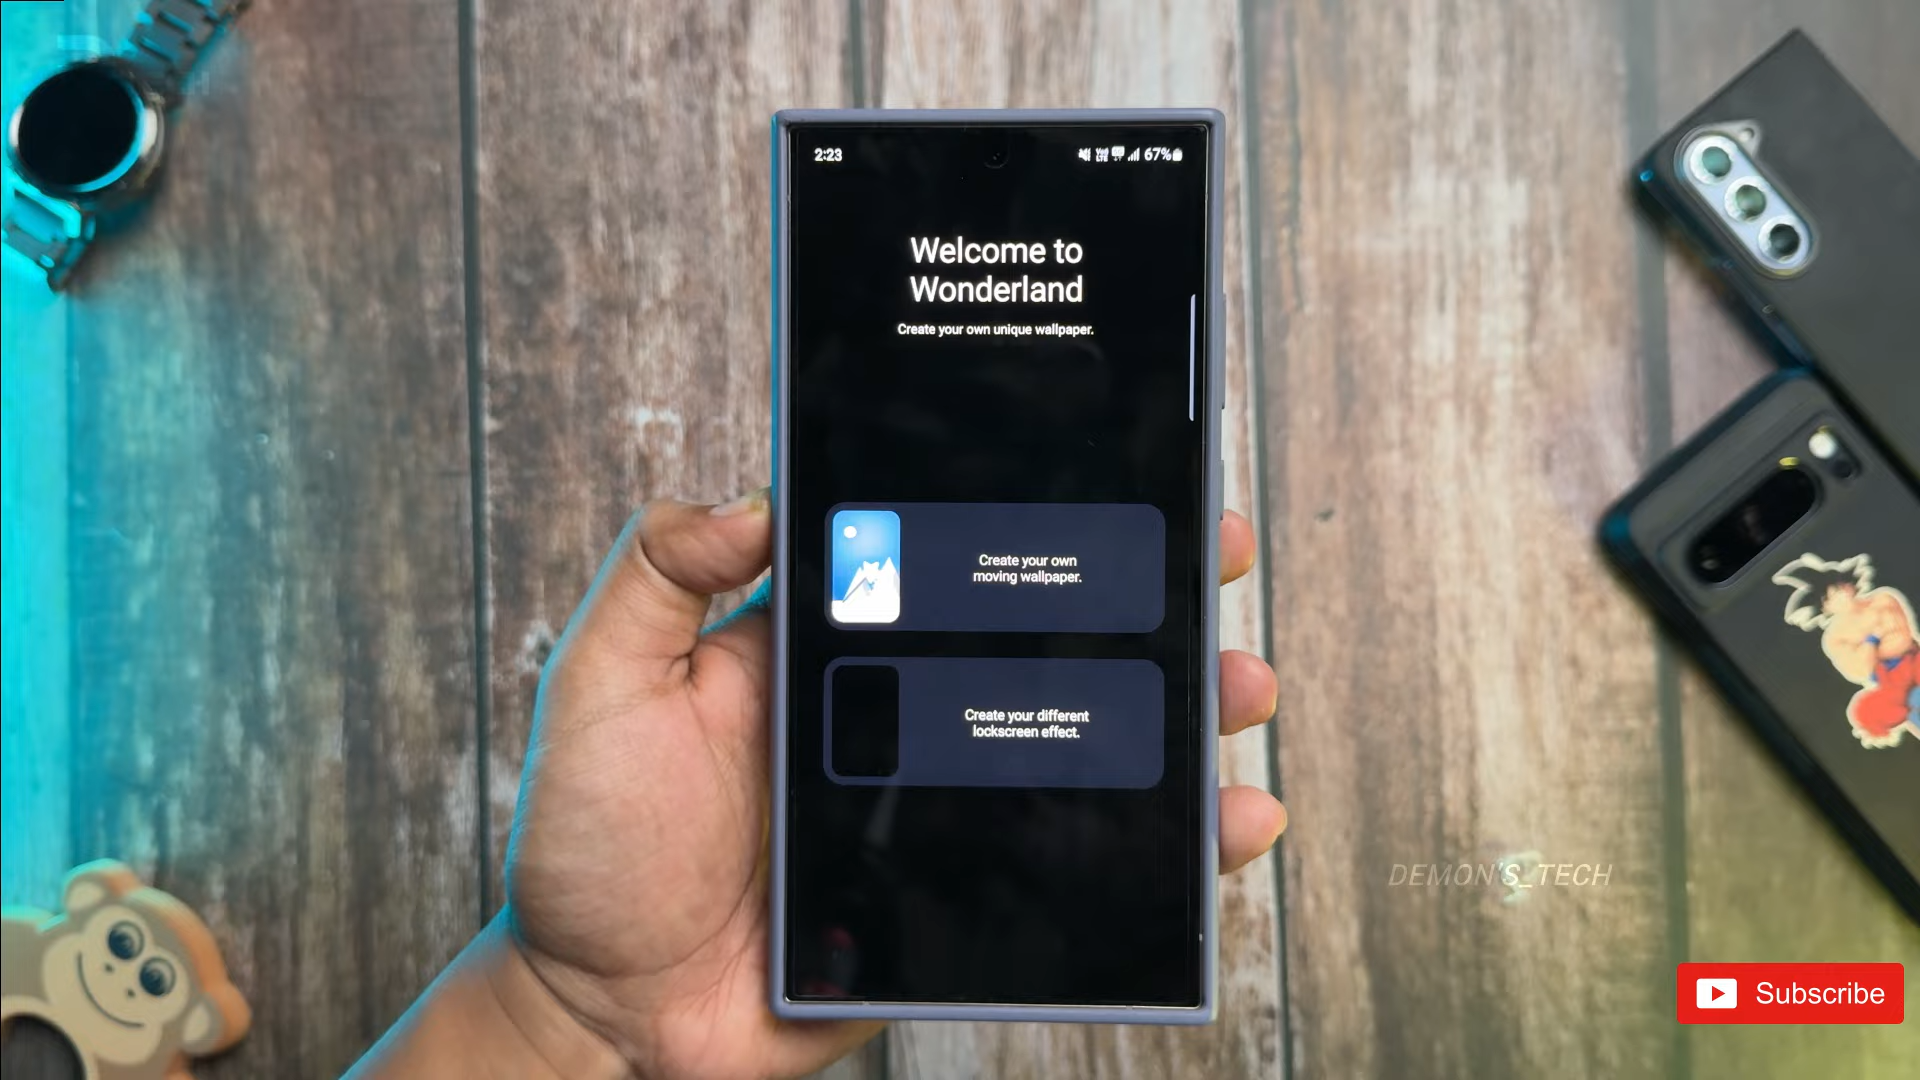 2:23
67%
Welcome to
Wonderland
Create your own unique wallpaper.
Create your own
moving wallpaper.
Create your different
lockscreen effect.
DEMON'S_TECH
Subscribe